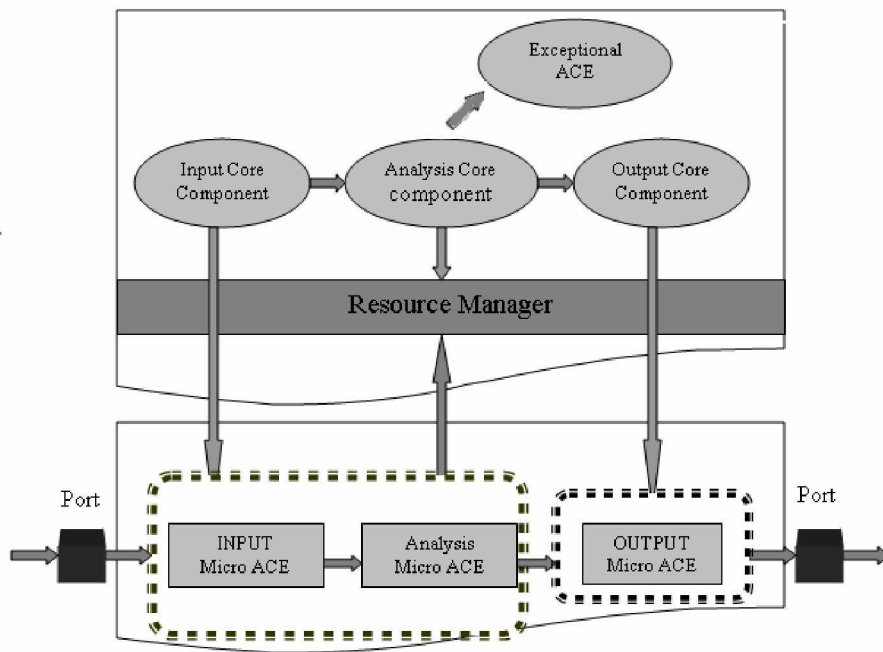 Exceptional
ACE
Input Core
Component
Analysis Core
component
Output Core
Component
Resource Manager
Port
Port
INPUT
Micro ACE
Analysis
Micro ACE
OUTPUT
Micro ACE